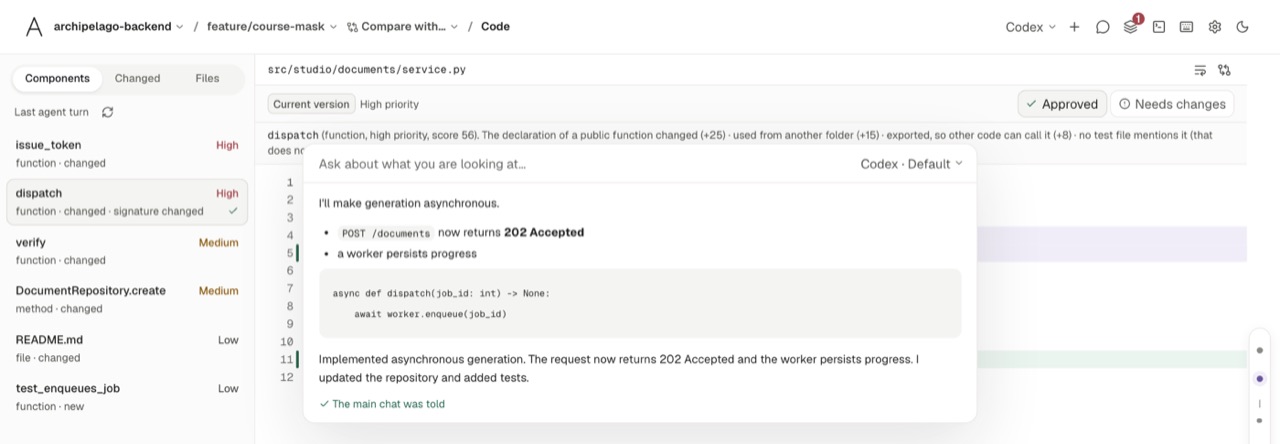 archipelago-backend / feature/course-mask Compare with... / Code
Codex
1
Components Changed Files
Last agent turn
issue_token High
function · changed
dispatch High
function · changed · signature changed
verify Medium
function · changed
DocumentRepository.create Medium
method · changed
README.md Low
file · changed
test_enqueues_job Low
function · new
src/studio/documents/service.py
Current version High priority
Approved Needs changes
dispatch (function, high priority, score 56). The declaration of a public function changed (+25) · used from another folder (+15) · exported, so other code can call it (+8) · no test file mentions it (that
does
1
2
3
4
5
6
7
8
9
10
11
12
Ask about what you are looking at...
Codex · Default
I'll make generation asynchronous.
• POST /documents now returns 202 Accepted
• a worker persists progress
async def dispatch(job_id: int) -> None:
await worker.enqueue(job_id)
Implemented asynchronous generation. The request now returns 202 Accepted and the worker persists progress. I
updated the repository and added tests.
✓ The main chat was told